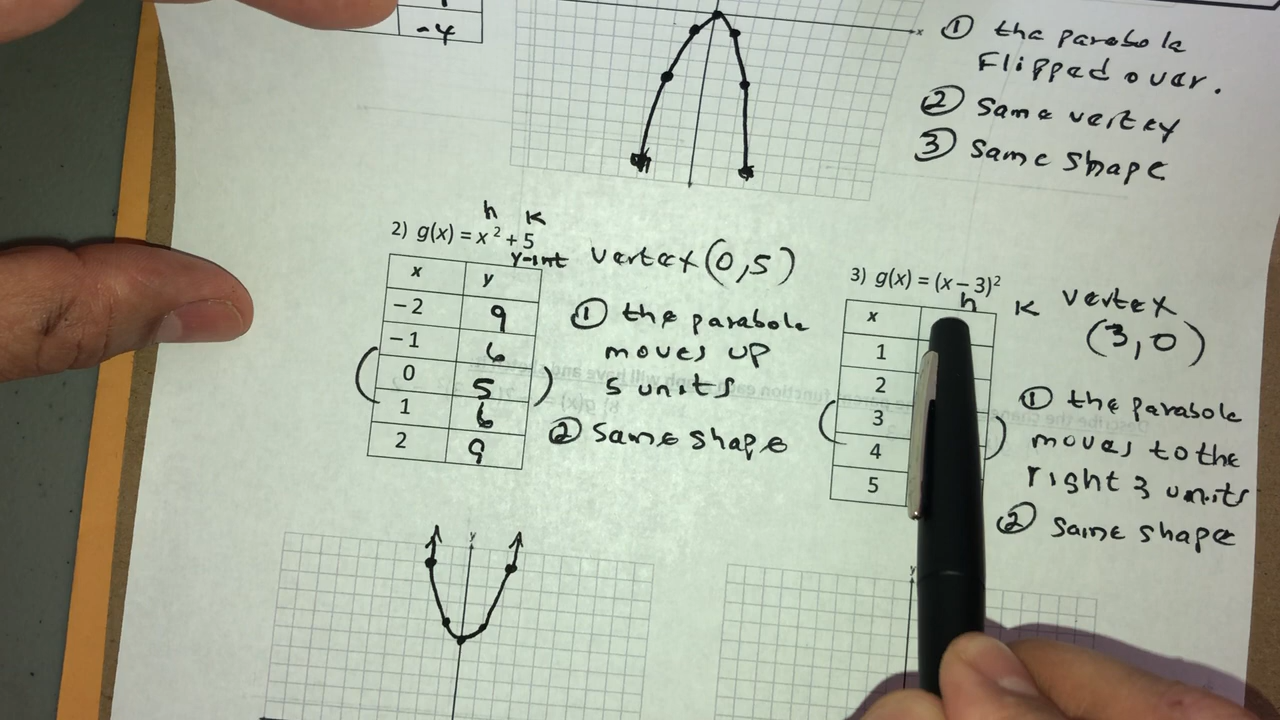 -4
x
① the parabola
Flipped over.
② same vertex
③ same shape
h K
2) g(x) = x² + 5
y-int vertex (0,5)
x y
-2 9
-1 6
0 5
1 6
2 9
① the parabola
moves up
5 units
② same shape
3) g(x) = (x – 3)²
h K
vertex
(3,0)
x
1
2
3
4
5
① the parabola
moves to the
right 3 units
② same shape
y
y